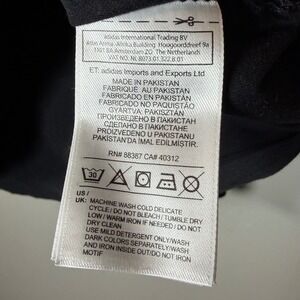 adidas International Trading BV
Atlas Arena-Afrika Building Hoogoorddreef 9a
1101 BA Amsterdam ZO The Netherlands
VAT NO. NL 8073.01.322.B.01
ET: adidas Imports and Exports Ltd
MADE IN PAKISTAN
FABRIQUÉ AU PAKISTAN
FABRICADO EN PAKISTÁN
FABRICADO NO PAQUISTÃO
GYÁRTVA: PAKISZTÁN
ПРОИЗВЕДЕНО В ПАКИСТАН
СДЕЛАНО В ПАКИСТАНЕ
PROIZVEDENO U PAKISTANU
PAKİSTAN'DA İMAL EDİLMİŞTİR.
RN# 88387 CA# 40312
30
US /
UK: MACHINE WASH COLD DELICATE
CYCLE / DO NOT BLEACH / TUMBLE DRY
LOW / WARM IRON IF NEEDED / DO NOT
DRY CLEAN
USE MILD DETERGENT ONLY/WASH
DARK COLORS SEPARATELY/WASH
AND IRON INSIDE OUT/DO NOT IRON
MOTIF